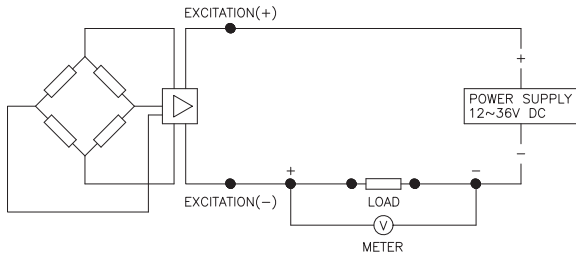 EXCITATION(+)
+
POWER SUPPLY
12~36V DC
−
+
−
EXCITATION(−)
LOAD
V
METER